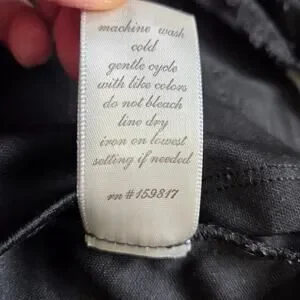 machine wash
cold
gentle cycle
with like colors
do not bleach
line dry
iron on lowest
setting if needed
rn # 159817